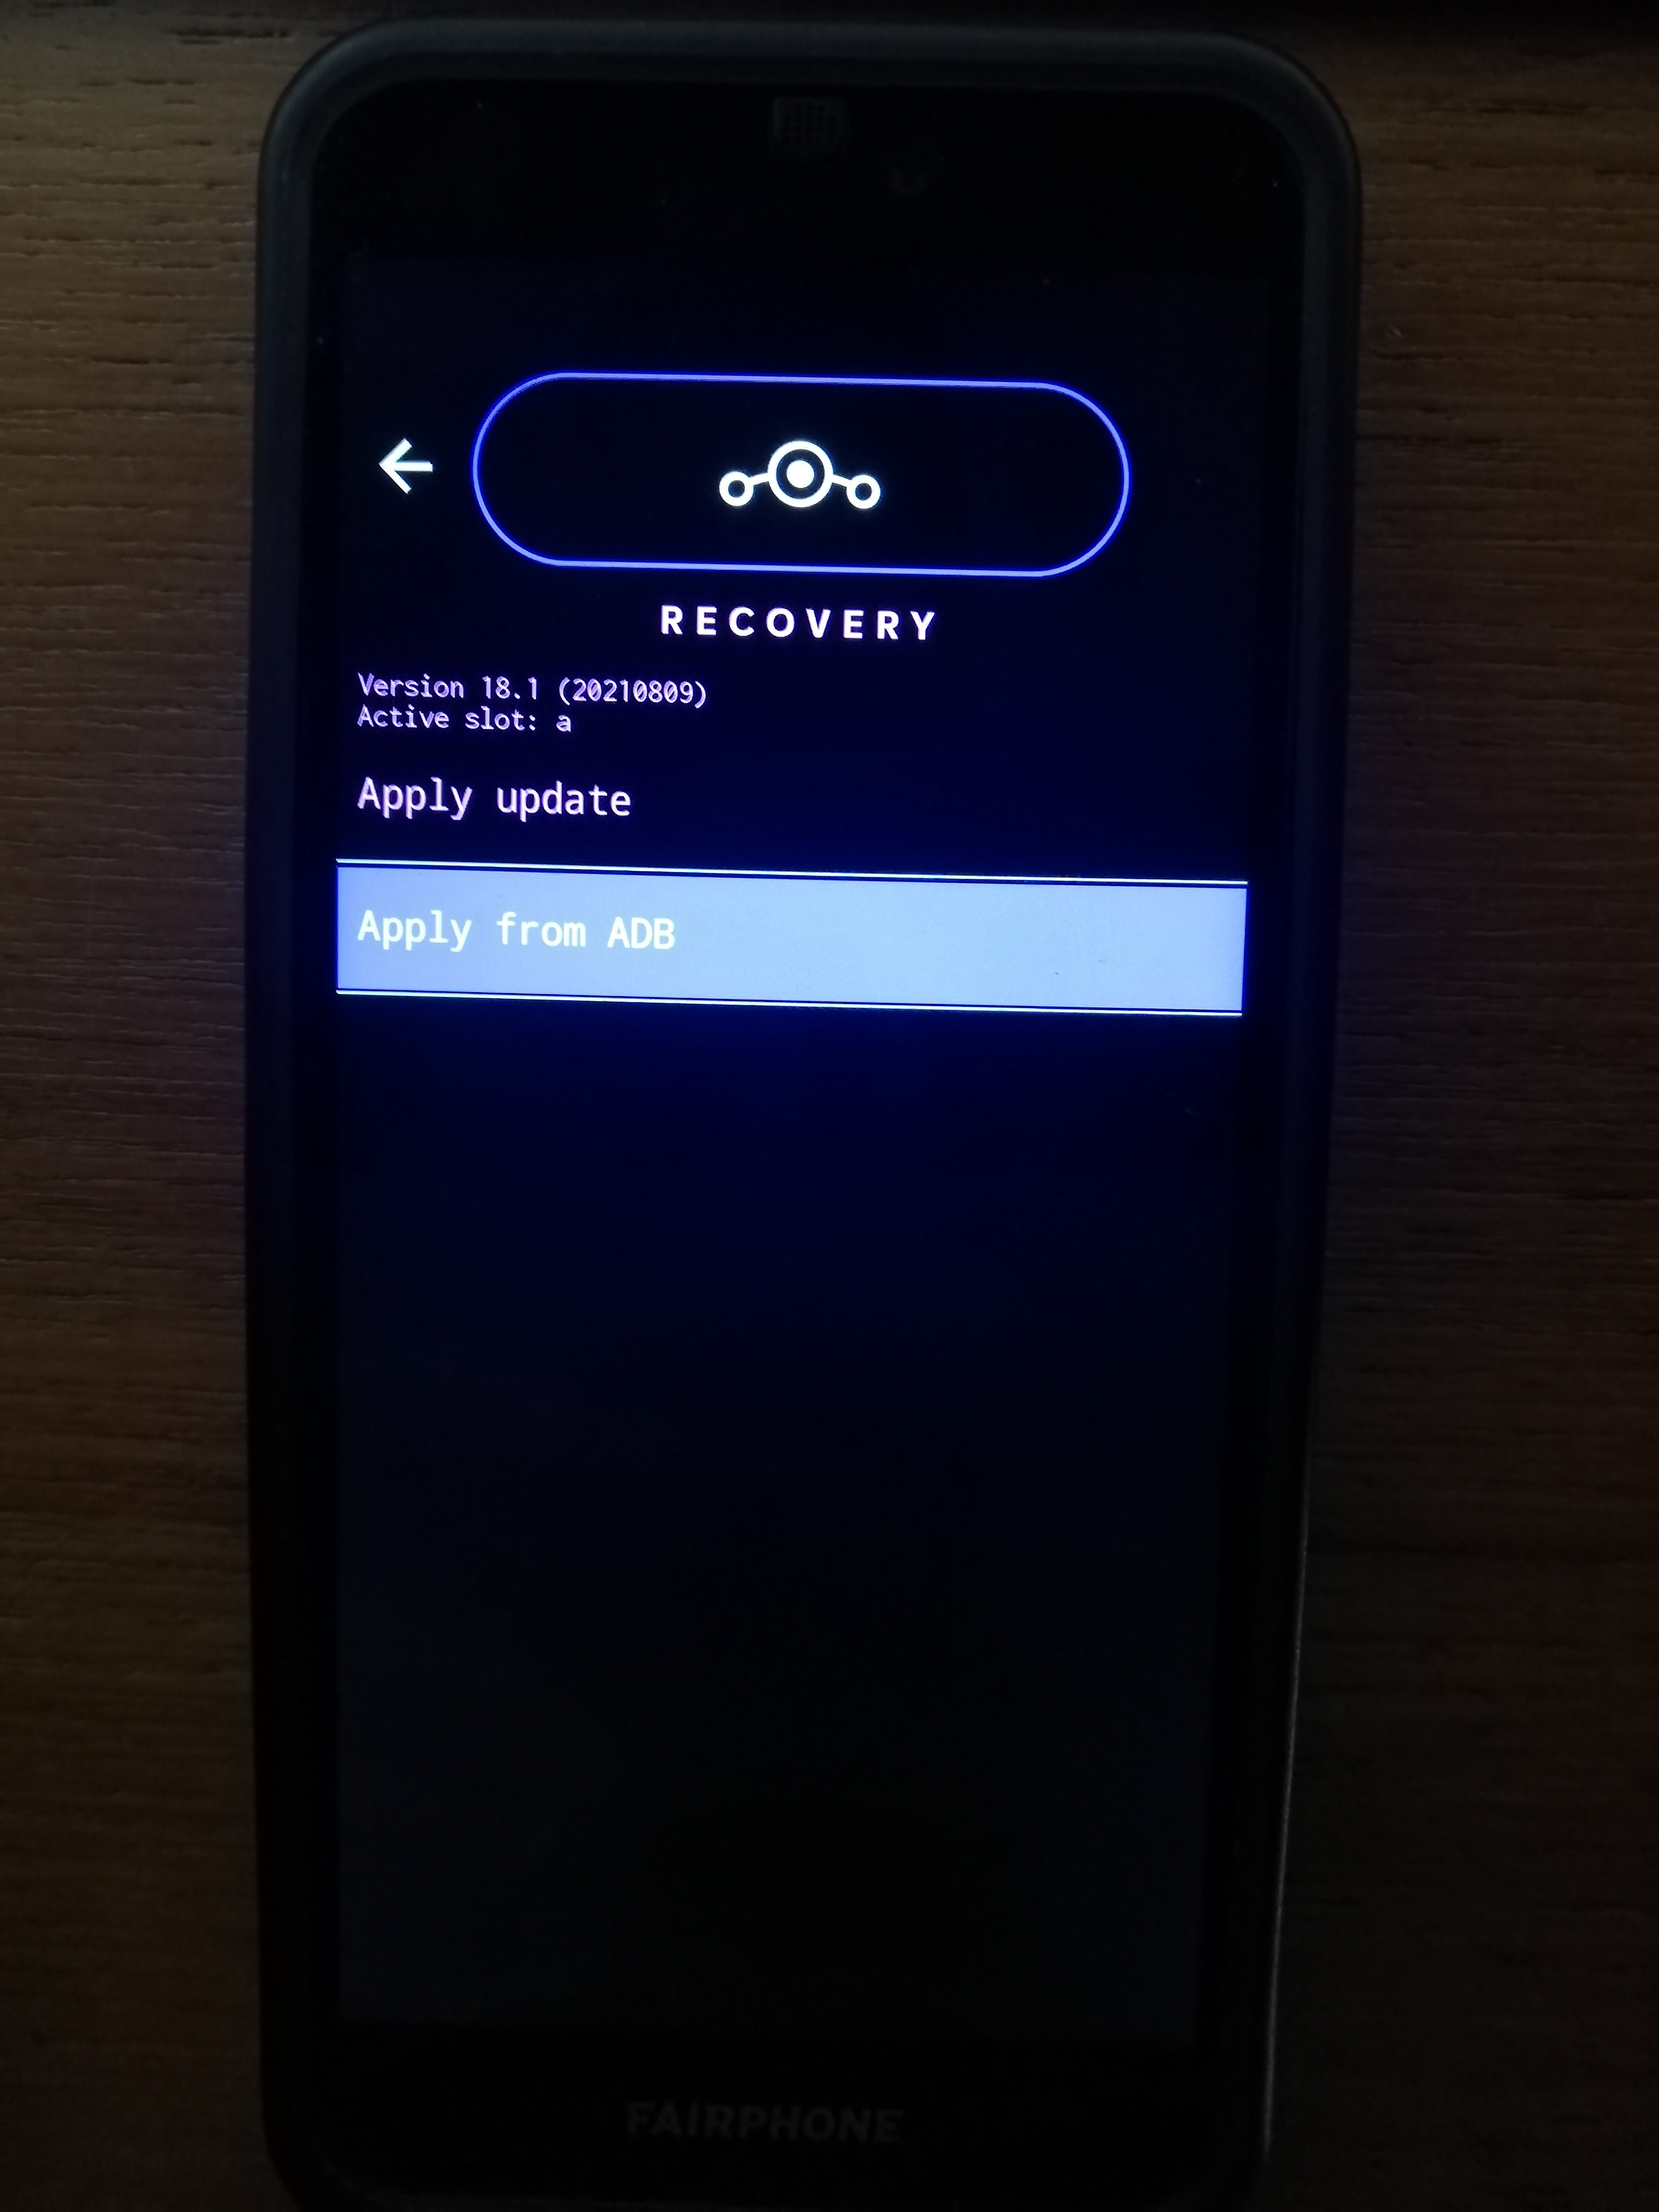 RECOVERY
Version 18.1 (20210809)
Active slot: a
Apply update
Apply from ADB
FAIRPHONE